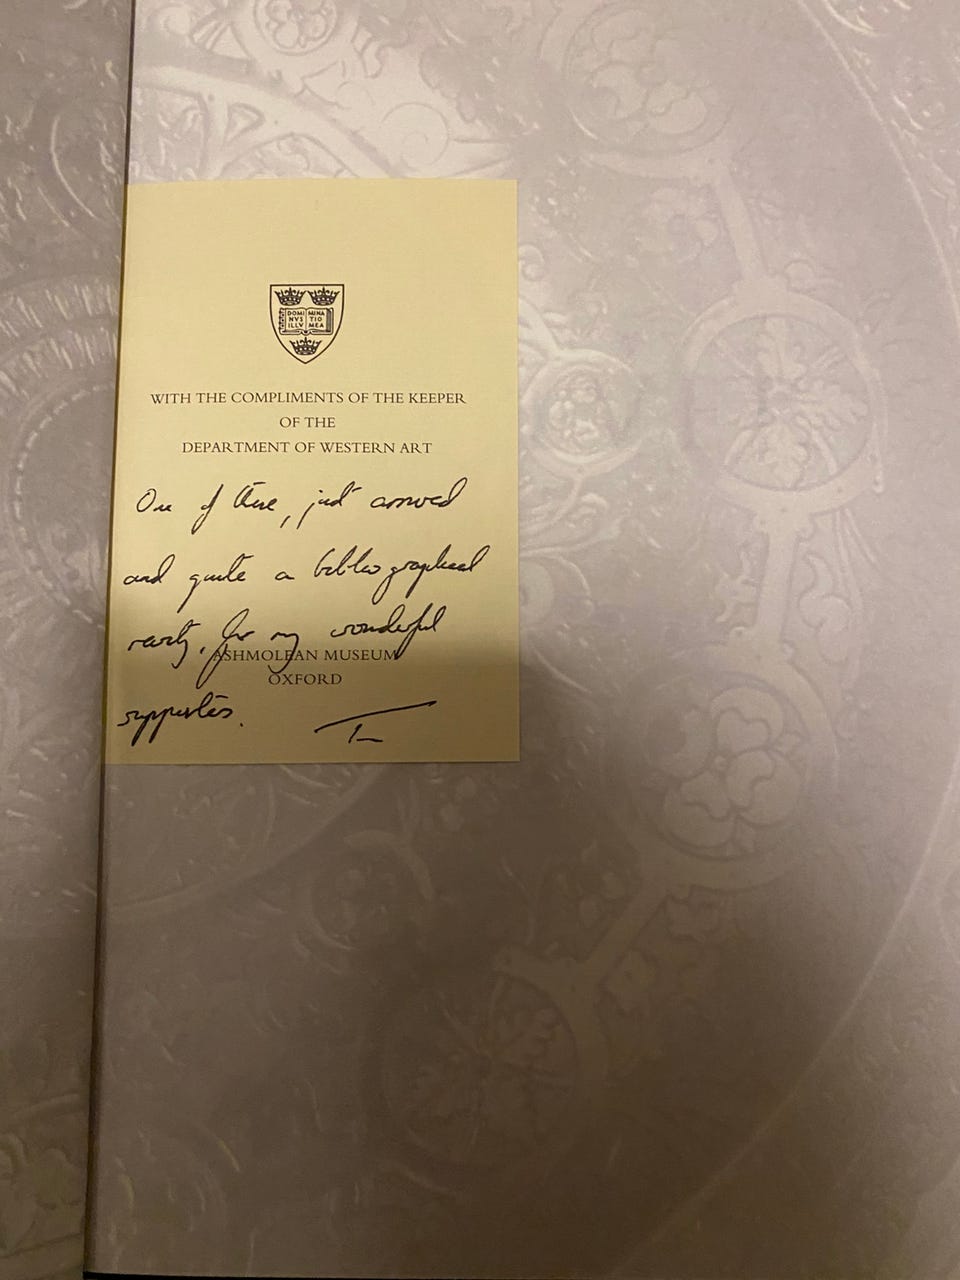 DOMI MINA
NVS TIO
ILLV MEA
WITH THE COMPLIMENTS OF THE KEEPER
OF THE
DEPARTMENT OF WESTERN ART
One of these, just arrived
and quite a bibliographical
rarity, for my wonderful
ASHMOLEAN MUSEUM
OXFORD
supporters.